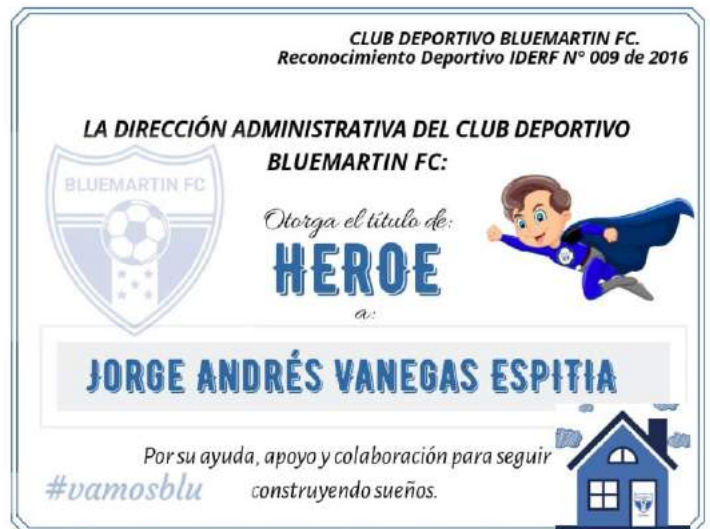 CLUB DEPORTIVO BLUEMARTIN FC.
Reconocimiento Deportivo IDERF N° 009 de 2016
LA DIRECCIÓN ADMINISTRATIVA DEL CLUB DEPORTIVO
BLUEMARTIN FC:
BLUEMARTIN FC
Otorga el título de:
HEROE
a:
JORGE ANDRÉS VANEGAS ESPITIA
Por su ayuda, apoyo y colaboración para seguir
construyendo sueños.
#vamosblu